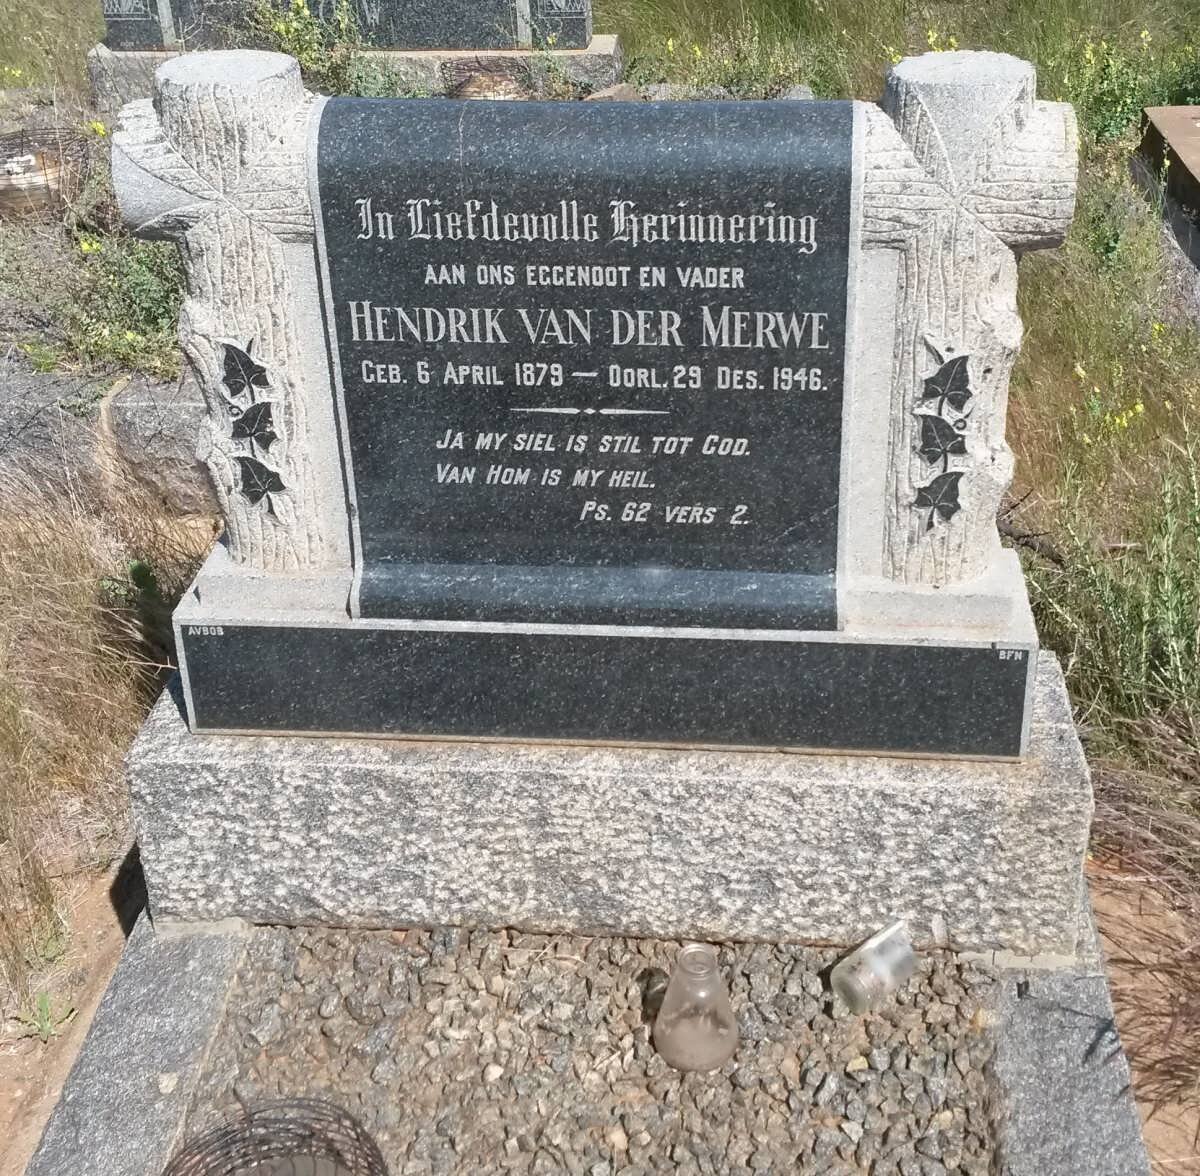 In Liefdevolle Herinnering
AAN ONS EGGENOOT EN VADER
HENDRIK VAN DER MERWE
GEB. 6 APRIL 1879 — OORL. 29 DES. 1946.
JA MY SIEL IS STIL TOT GOD.
VAN HOM IS MY HEIL.
PS. 62 VERS 2.
AVBOB
BFN